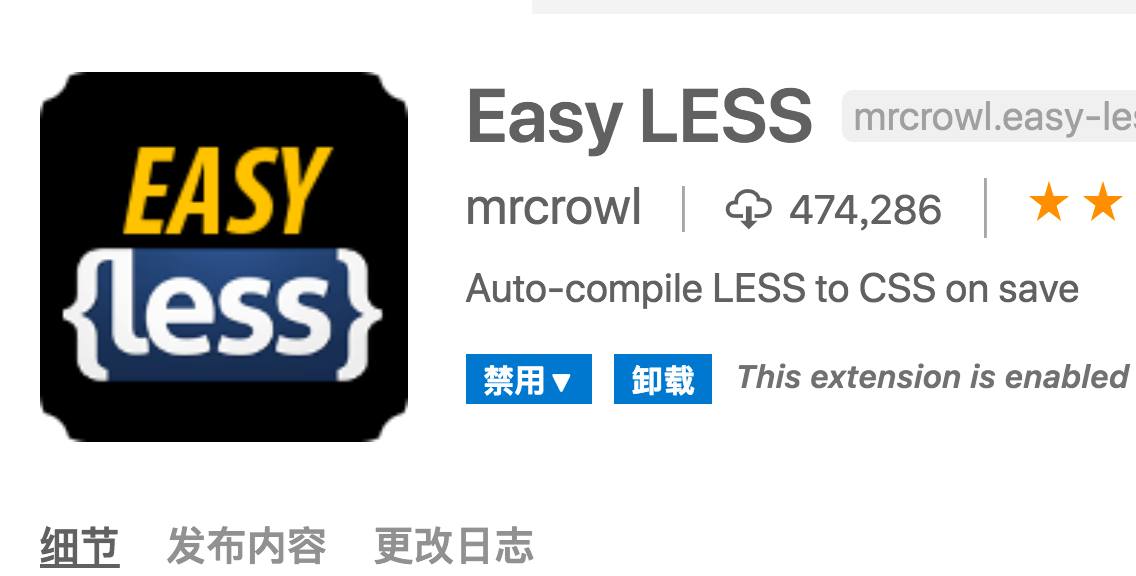 EASY
{less}
Easy LESS
mrcrowl.easy-les
mrcrowl
474,286
Auto-compile LESS to CSS on save
禁用
卸载
This extension is enabled
细节 发布内容 更改日志